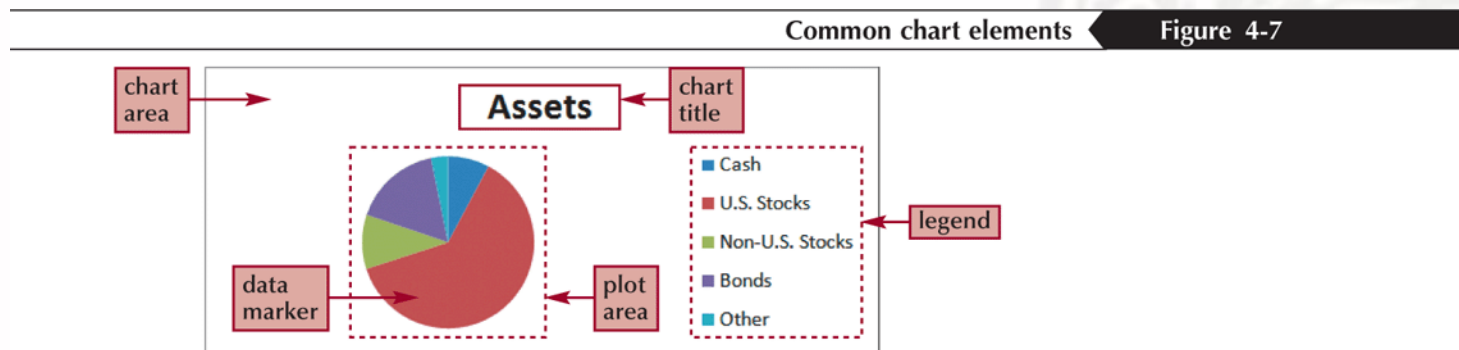 Common chart elements
Figure 4-7
chart
area
Assets
chart
title
Cash
U.S. Stocks
Non-U.S. Stocks
Bonds
Other
legend
data
marker
plot
area